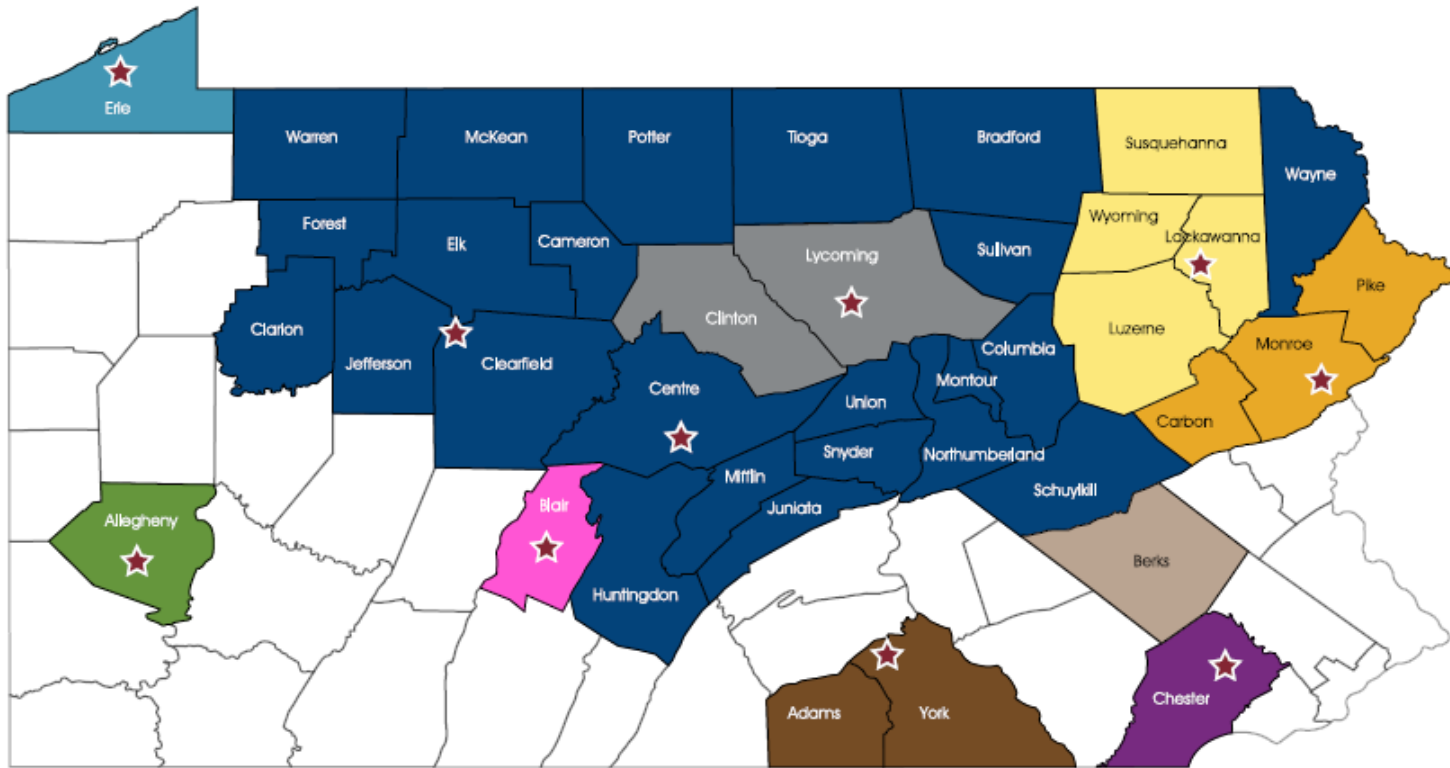 Erie
Warren
McKean
Potter
Tioga
Bradford
Susquehanna
Wayne
Forest
Elk
Cameron
Lycoming
Sullivan
Wyoming
Lackawanna
Pike
Clarion
Jefferson
Clearfield
Clinton
Centre
Columbia
Luzerne
Monroe
Union
Montour
Carbon
Snyder
Northumberland
Mifflin
Schuylkill
Juniata
Allegheny
Blair
Huntingdon
Berks
Adams
York
Chester